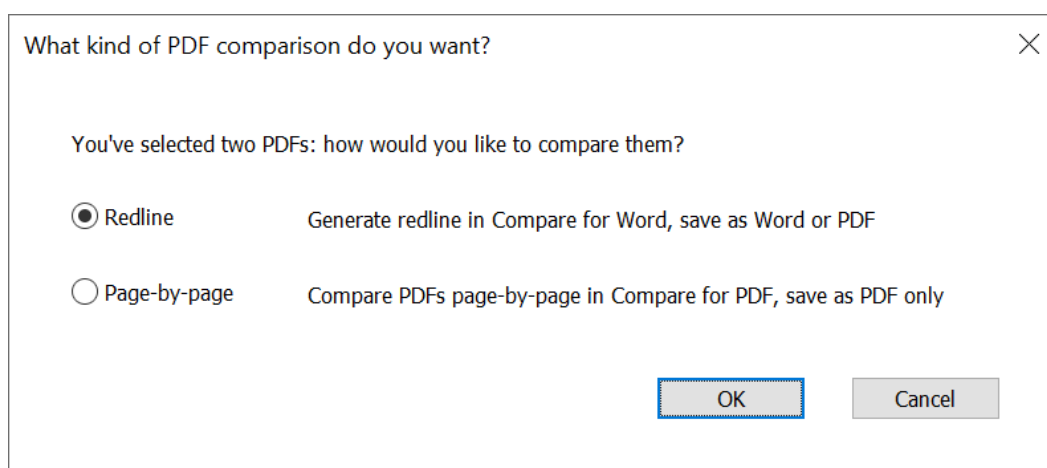 What kind of PDF comparison do you want?
You've selected two PDFs: how would you like to compare them?
Redline Generate redline in Compare for Word, save as Word or PDF
Page-by-page Compare PDFs page-by-page in Compare for PDF, save as PDF only
OK Cancel